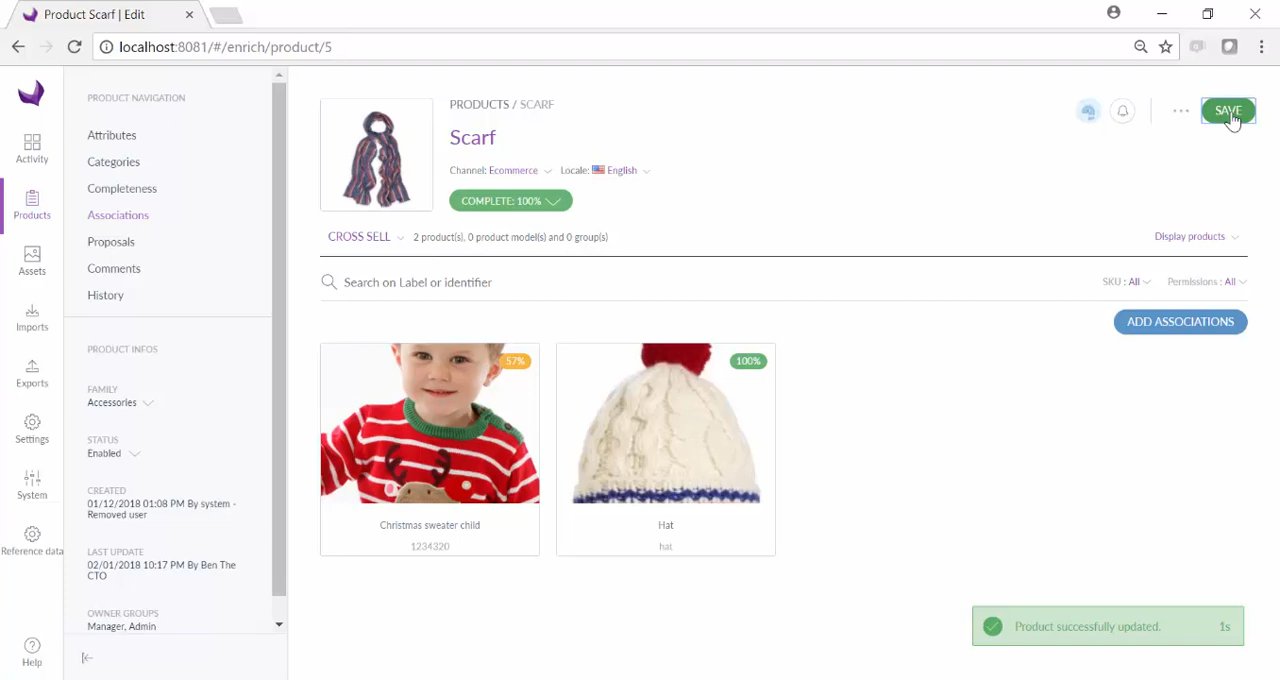 Product Scarf | Edit
localhost:8081/#/enrich/product/5
Activity
Products
Assets
Imports
Exports
Settings
System
Reference data
Help
PRODUCT NAVIGATION
Attributes
Categories
Completeness
Associations
Proposals
Comments
History
PRODUCT INFOS
FAMILY
Accessories
STATUS
Enabled
CREATED
01/12/2018 01:08 PM By system -
Removed user
LAST UPDATE
02/01/2018 10:17 PM By Ben The
CTO
OWNER GROUPS
Manager, Admin
PRODUCTS / SCARF
Scarf
Channel: Ecommerce Locale: English
COMPLETE: 100%
SAVE
CROSS SELL 2 product(s), 0 product model(s) and 0 group(s) Display products
Search on Label or identifier SKU : All Permissions : All
ADD ASSOCIATIONS
57%
100%
Christmas sweater child
1234320
Hat
hat
Product successfully updated. 1s